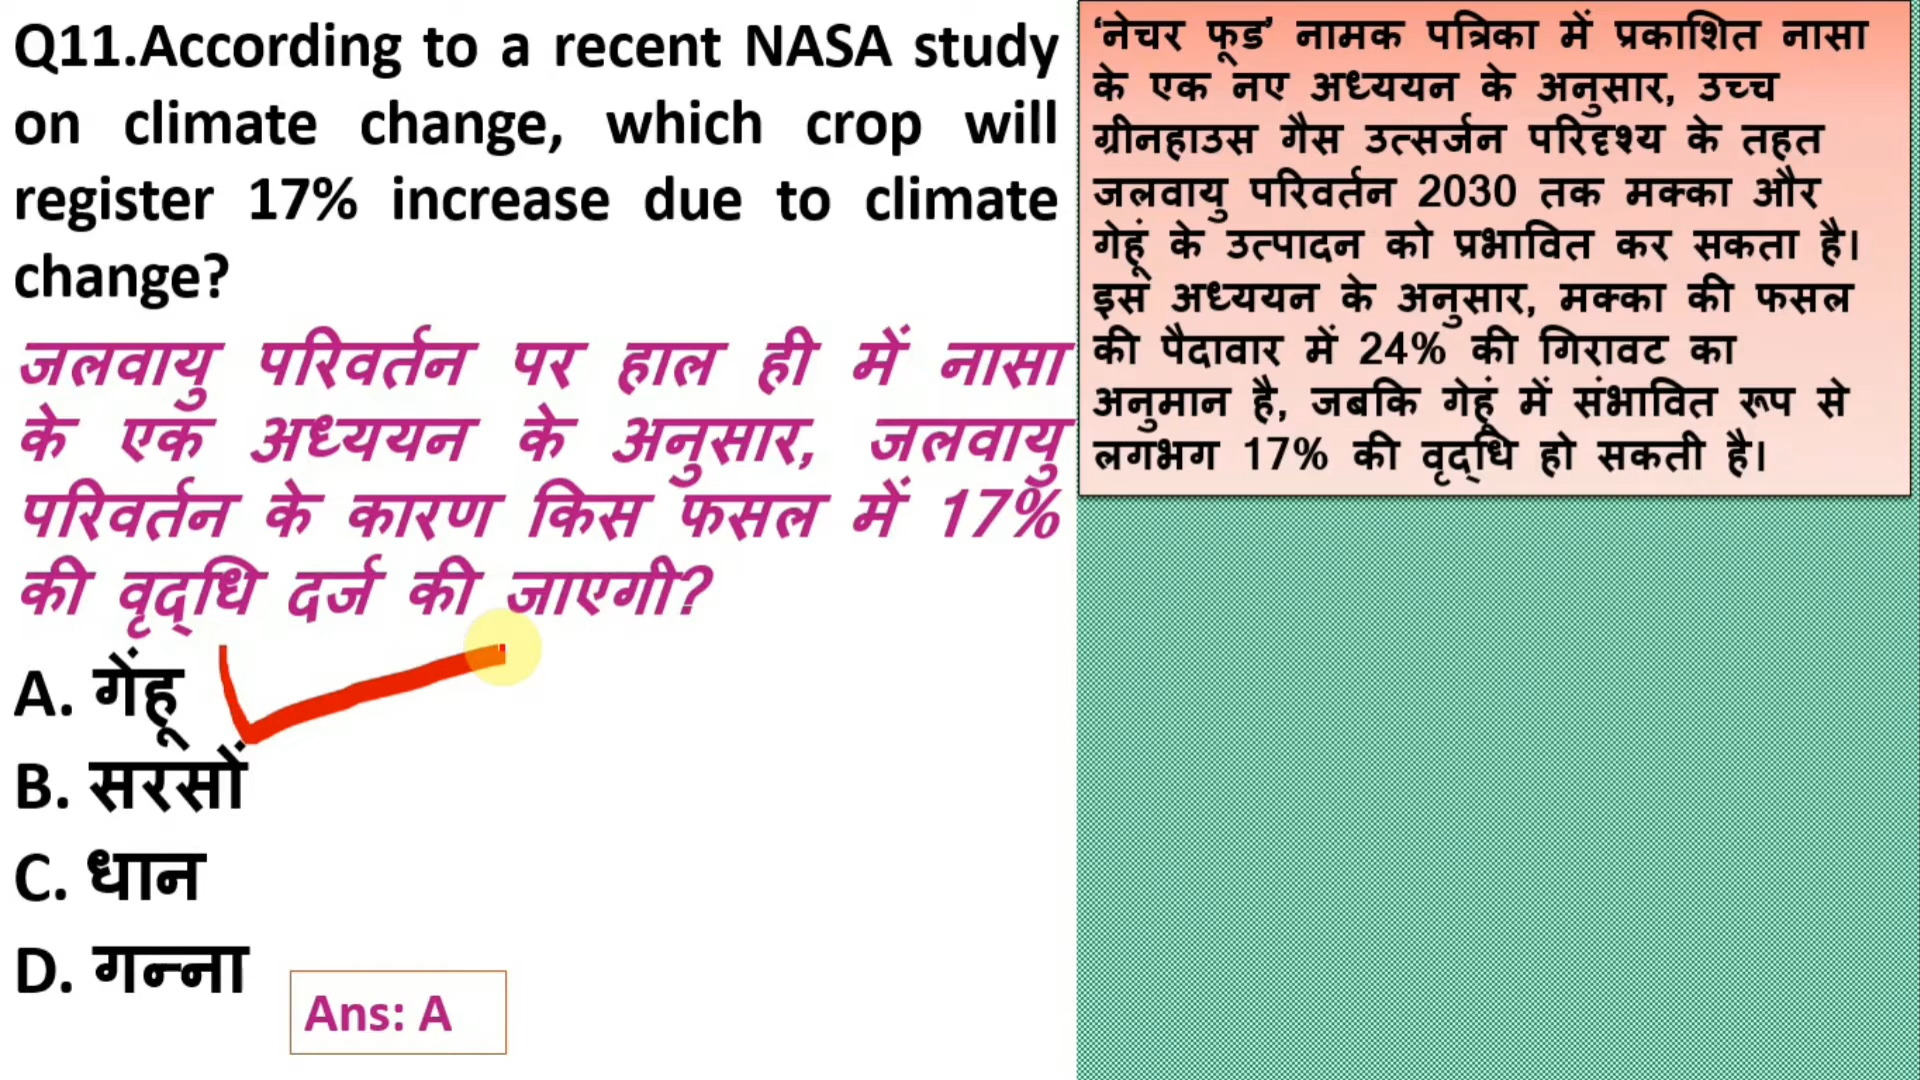 Q11.According to a recent NASA study
on climate change, which crop will
register 17% increase due to climate
change?
जलवायु परिवर्तन पर हाल ही में नासा
के एक अध्ययन के अनुसार, जलवायु
परिवर्तन के कारण किस फसल में 17%
की वृद्धि दर्ज की जाएगी?
A. गेंहू
B. सरसों
C. धान
D. गन्ना
Ans: A
‘नेचर फूड’ नामक पत्रिका में प्रकाशित नासा
के एक नए अध्ययन के अनुसार, उच्च
ग्रीनहाउस गैस उत्सर्जन परिदृश्य के तहत
जलवायु परिवर्तन 2030 तक मक्का और
गेहूं के उत्पादन को प्रभावित कर सकता है।
इस अध्ययन के अनुसार, मक्का की फसल
की पैदावार में 24% की गिरावट का
अनुमान है, जबकि गेहूं में संभावित रूप से
लगभग 17% की वृद्धि हो सकती है।